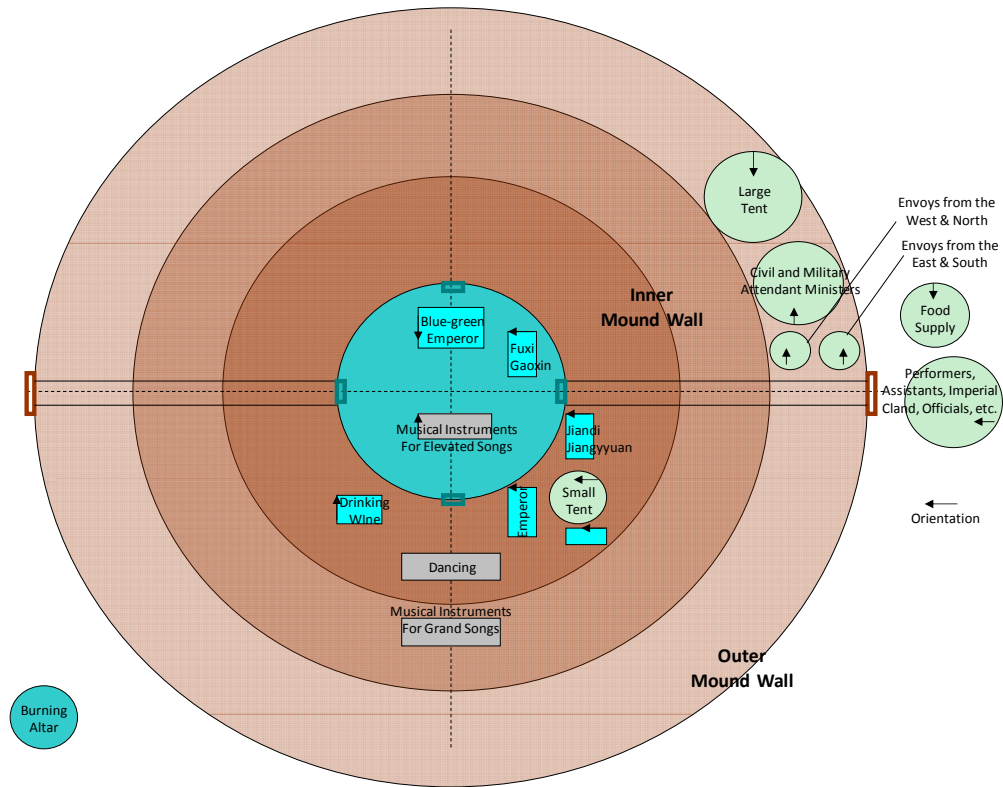 Large
Tent
Envoys from the
West & North
Envoys from the
East & South
Civil and Military
Attendant Ministers
Inner
Mound Wall
Food
Supply
Blue-green
Emperor
Fuxi
Gaoxin
Performers,
Assistants, Imperial
Cland, Officials, etc.
Musical Instruments
For Elevated Songs
Jiandi
Jiangyyuan
Small
Tent
Emperor
Drinking
WIne
Orientation
Dancing
Musical Instruments
For Grand Songs
Outer
Mound Wall
Burning
Altar